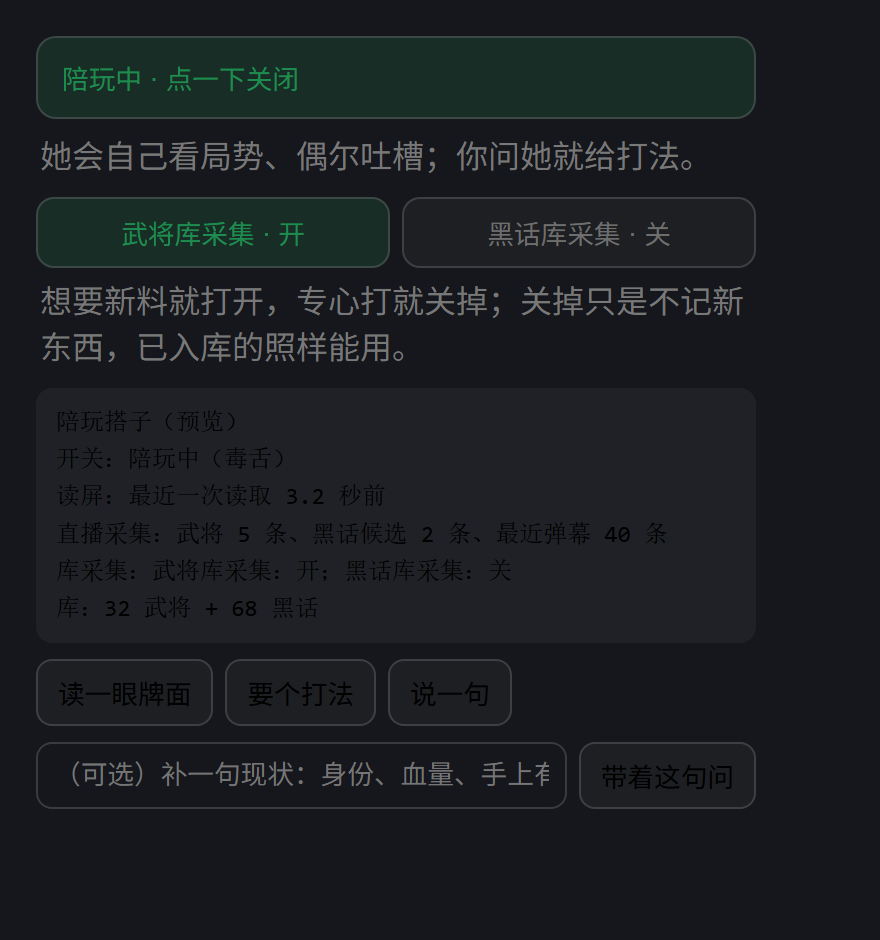 陪玩中 · 点一下关闭
她会自己看局势、偶尔吐槽；你问她就给打法。
武将库采集 · 开
黑话库采集 · 关
想要新料就打开，专心打就关掉；关掉只是不记新
东西，已入库的照样能用。
陪玩搭子（预览）
开关：陪玩中（毒舌）
读屏：最近一次读取 3.2 秒前
直播采集：武将 5 条、黑话候选 2 条、最近弹幕 40 条
库采集：武将库采集：开；黑话库采集：关
库：32 武将 + 68 黑话
读一眼牌面
要个打法
说一句
（可选）补一句现状：身份、血量、手上
带着这句问